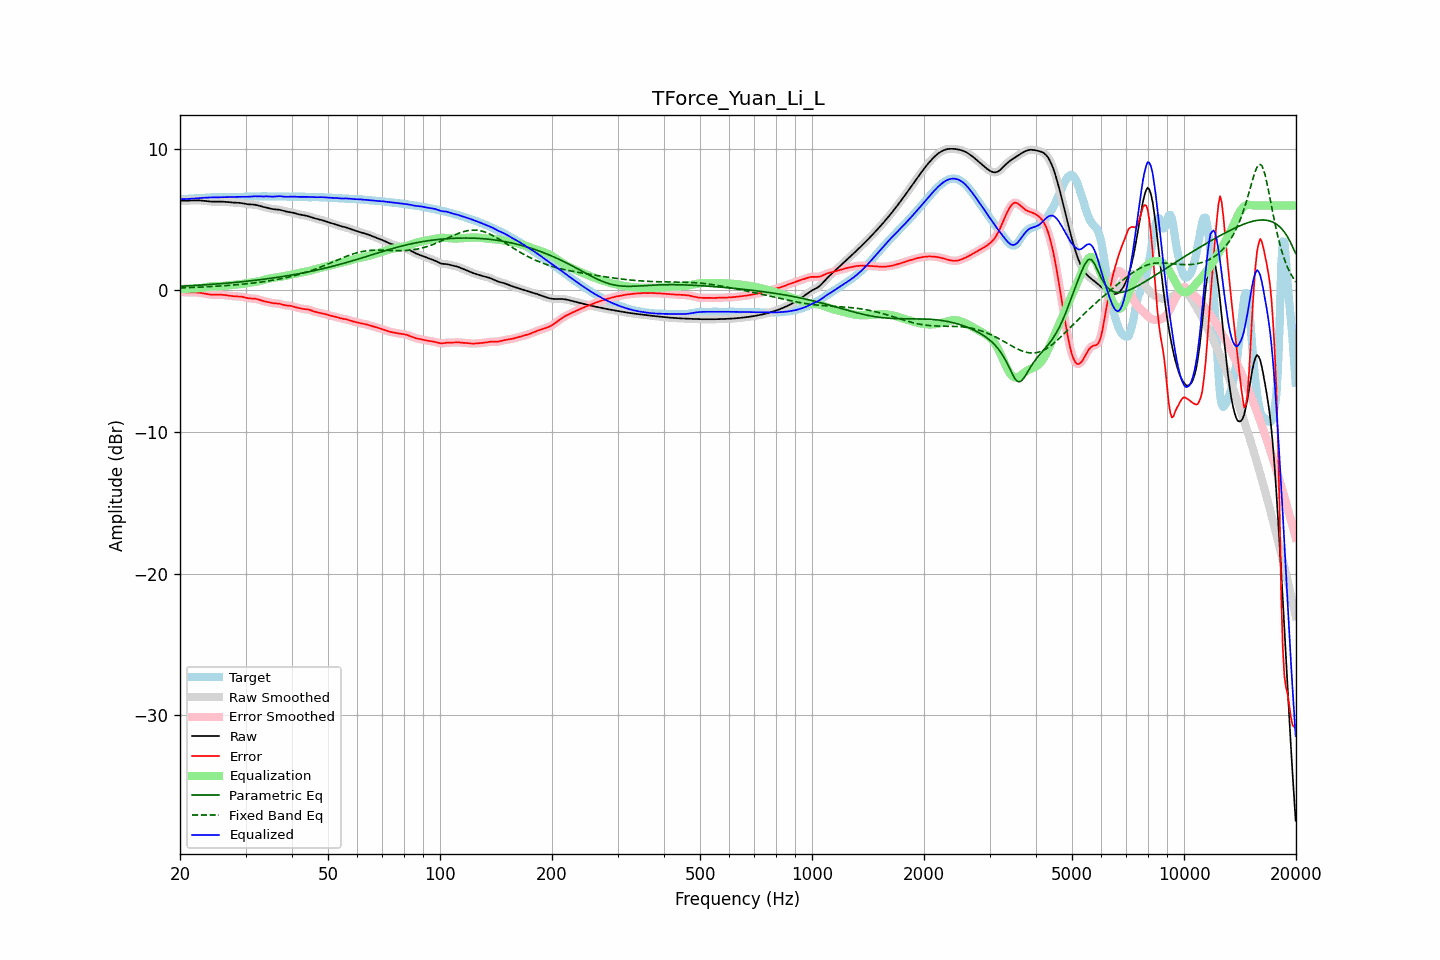 TForce_Yuan_Li_L
Amplitude (dBr)
10
0
−10
−20
−30
Target
Raw Smoothed
Error Smoothed
Raw
Error
Equalization
Parametric Eq
Fixed Band Eq
Equalized
20 50 100 200 500 1000 2000 5000 10000 20000
Frequency (Hz)